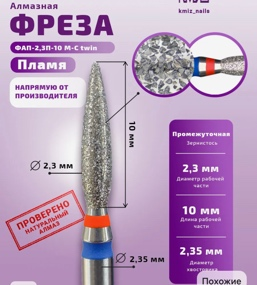 Алмазная
ФРЕЗА
kmiz_nails
ФАП-2,3П-10 М-С twin
Пламя
НАПРЯМУЮ ОТ
ПРОИЗВОДИТЕЛЯ
10 мм
Ø 2,3 мм
Промежуточная
Зернистость
2,3 мм
Диаметр рабочей
части
10 мм
Длина рабочей
части
2,35 мм
Диаметр
хвостовика
ПРОВЕРЕНО
НАТУРАЛЬНЫЙ
АЛМАЗ
Ø 2,35 мм
Похожие